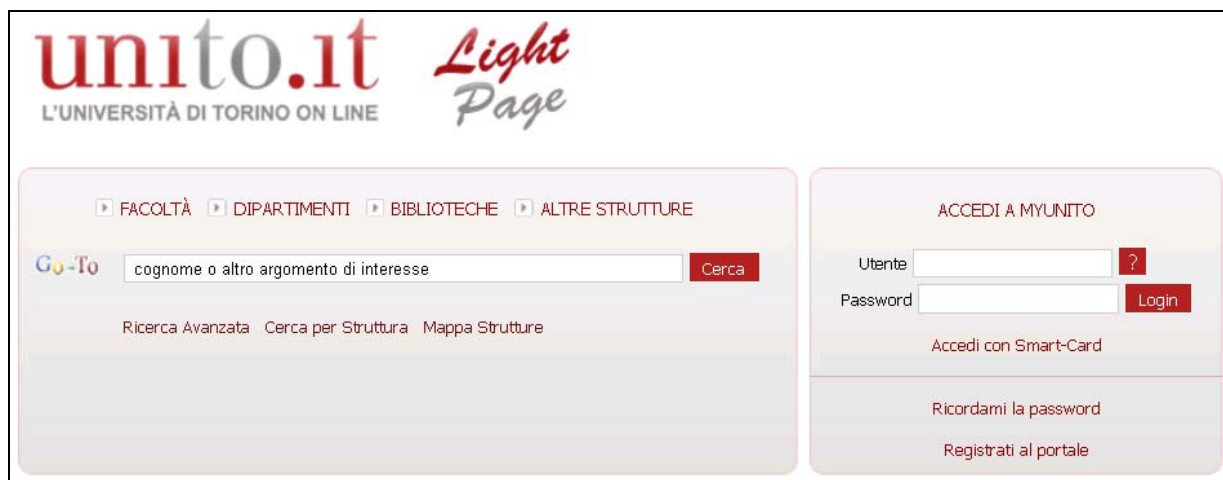 unito.it
L'UNIVERSITÀ DI TORINO ON LINE
Light
Page
FACOLTÀ DIPARTIMENTI BIBLIOTECHE ALTRE STRUTTURE
Go-To cognome o altro argomento di interesse Cerca
Ricerca Avanzata Cerca per Struttura Mappa Strutture
ACCEDI A MYUNITO
Utente ?
Password Login
Accedi con Smart-Card
Ricordami la password
Registrati al portale